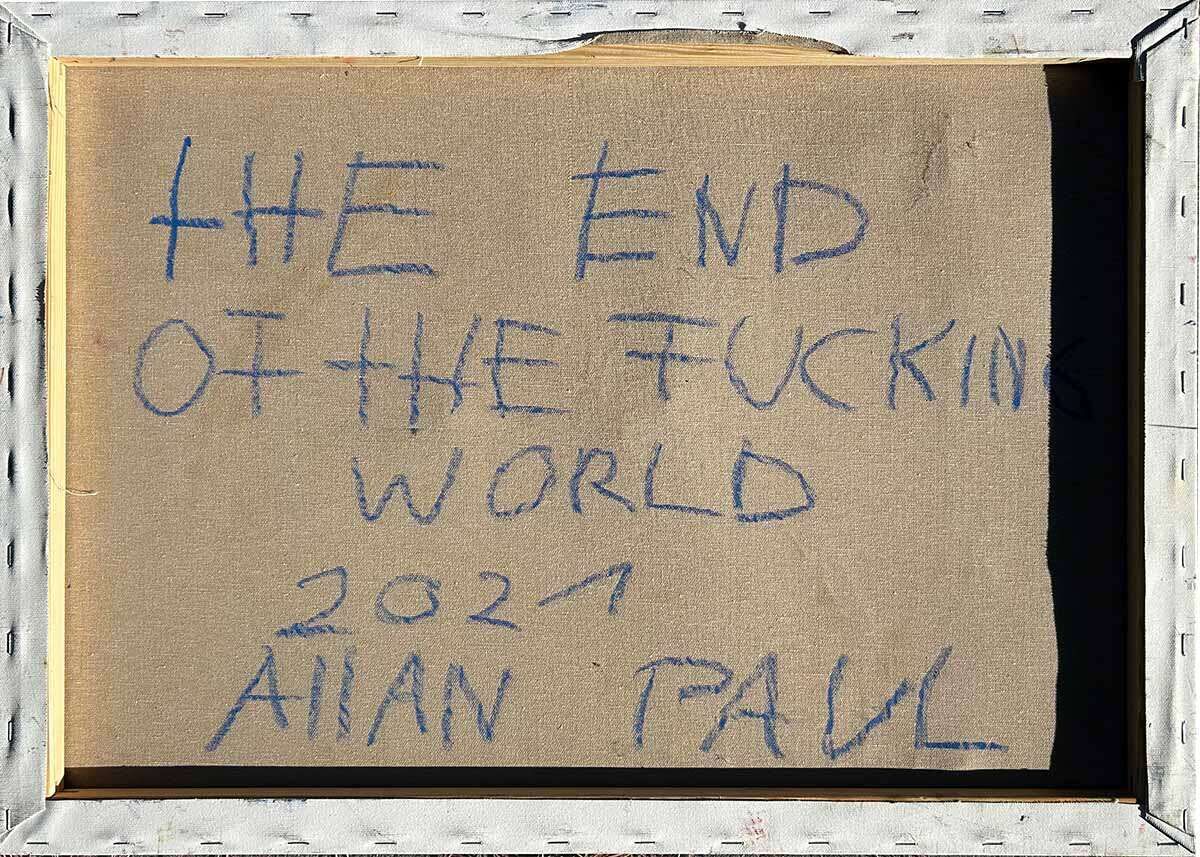 tHE END
OF tHE FUCKING
WORLD
2021
AllAN PAUL